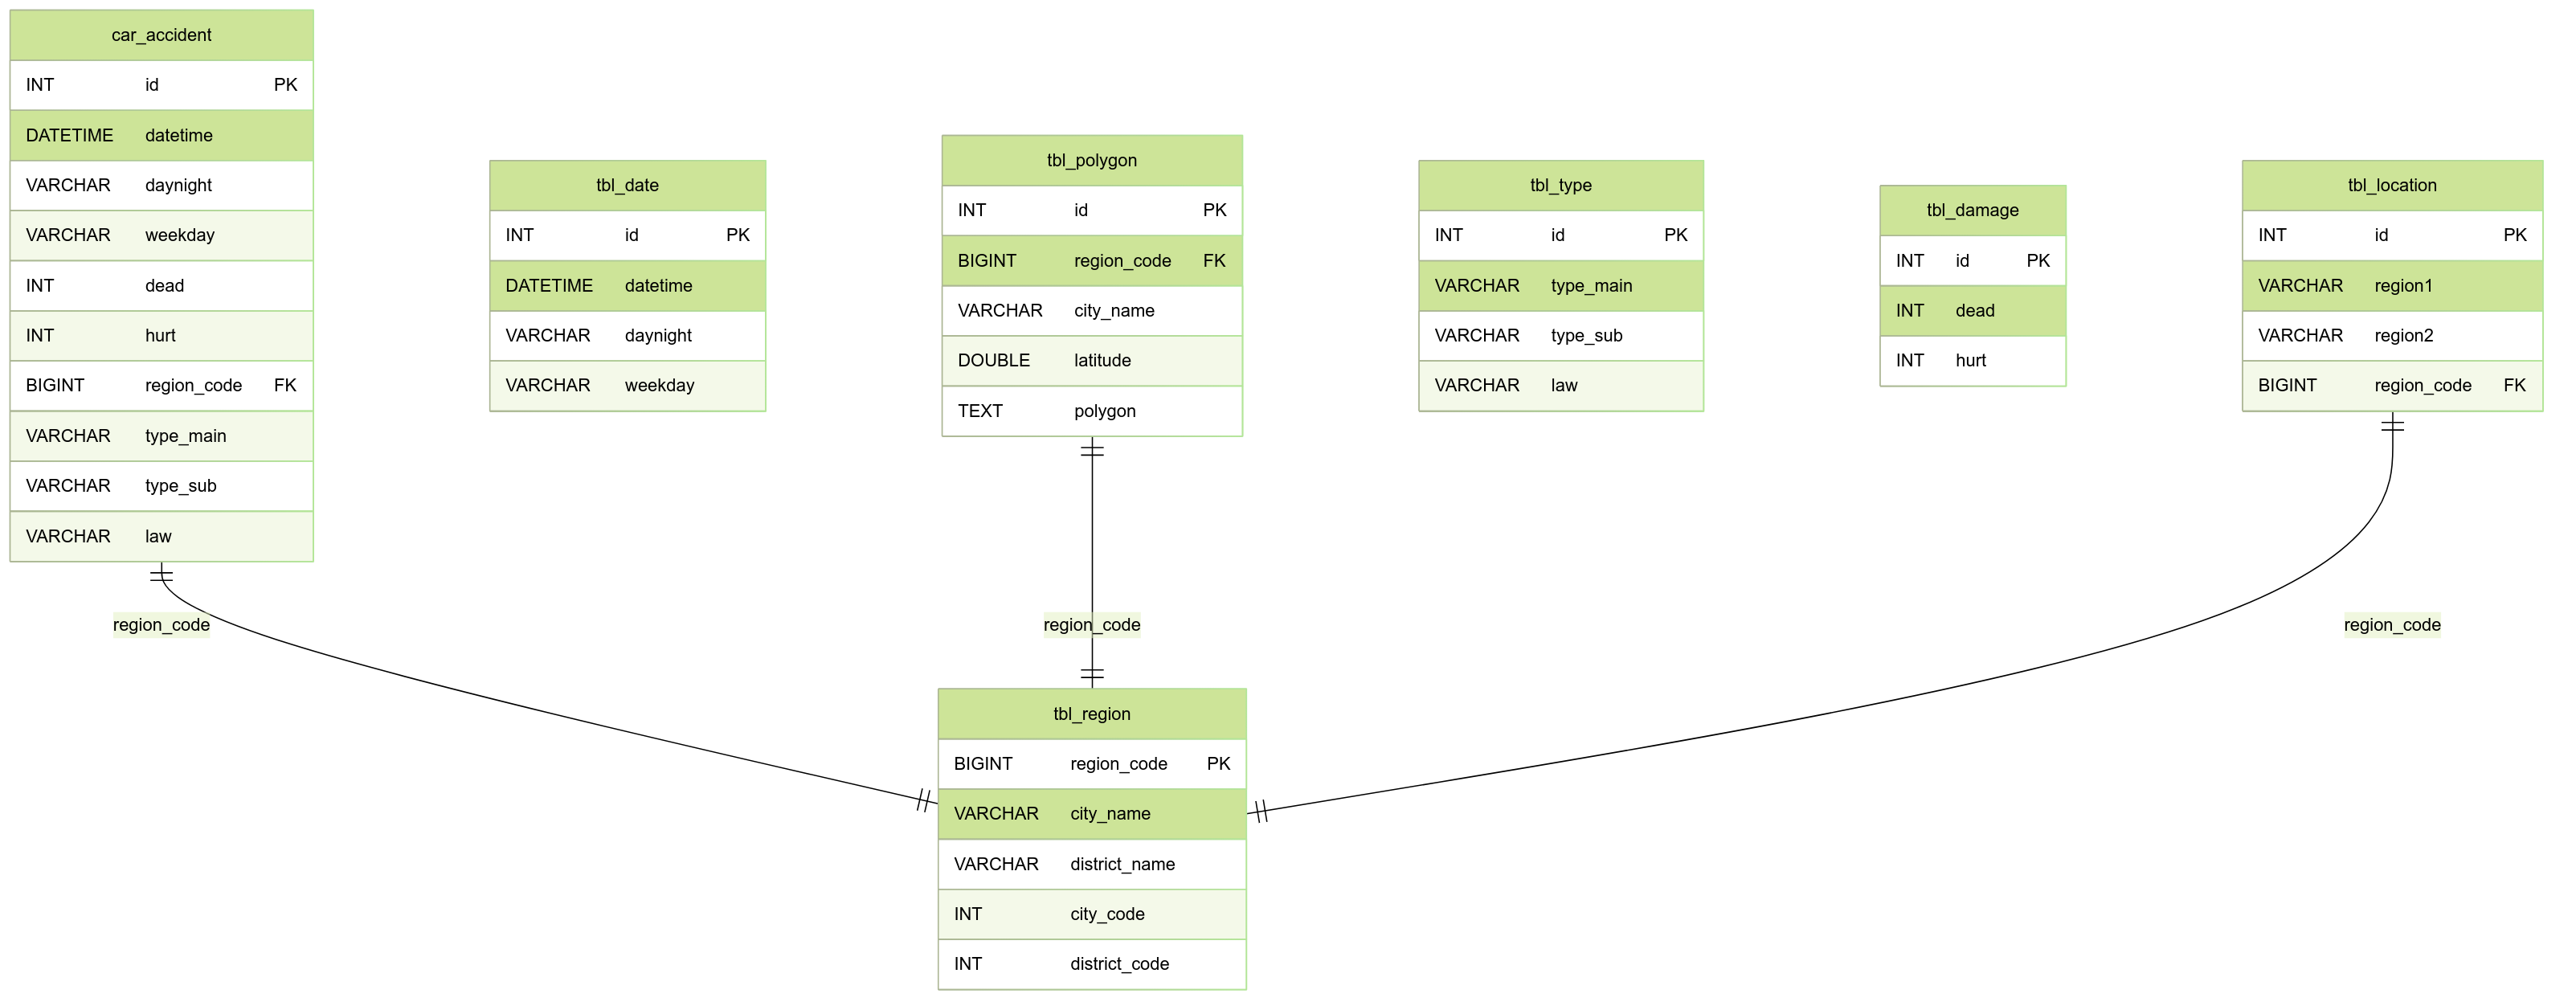 car_accident
INT id PK
DATETIME datetime
VARCHAR daynight
VARCHAR weekday
INT dead
INT hurt
BIGINT region_code FK
VARCHAR type_main
VARCHAR type_sub
VARCHAR law
tbl_date
INT id PK
DATETIME datetime
VARCHAR daynight
VARCHAR weekday
tbl_polygon
INT id PK
BIGINT region_code FK
VARCHAR city_name
DOUBLE latitude
TEXT polygon
tbl_type
INT id PK
VARCHAR type_main
VARCHAR type_sub
VARCHAR law
tbl_damage
INT id PK
INT dead
INT hurt
tbl_location
INT id PK
VARCHAR region1
VARCHAR region2
BIGINT region_code FK
region_code
region_code
region_code
tbl_region
BIGINT region_code PK
VARCHAR city_name
VARCHAR district_name
INT city_code
INT district_code